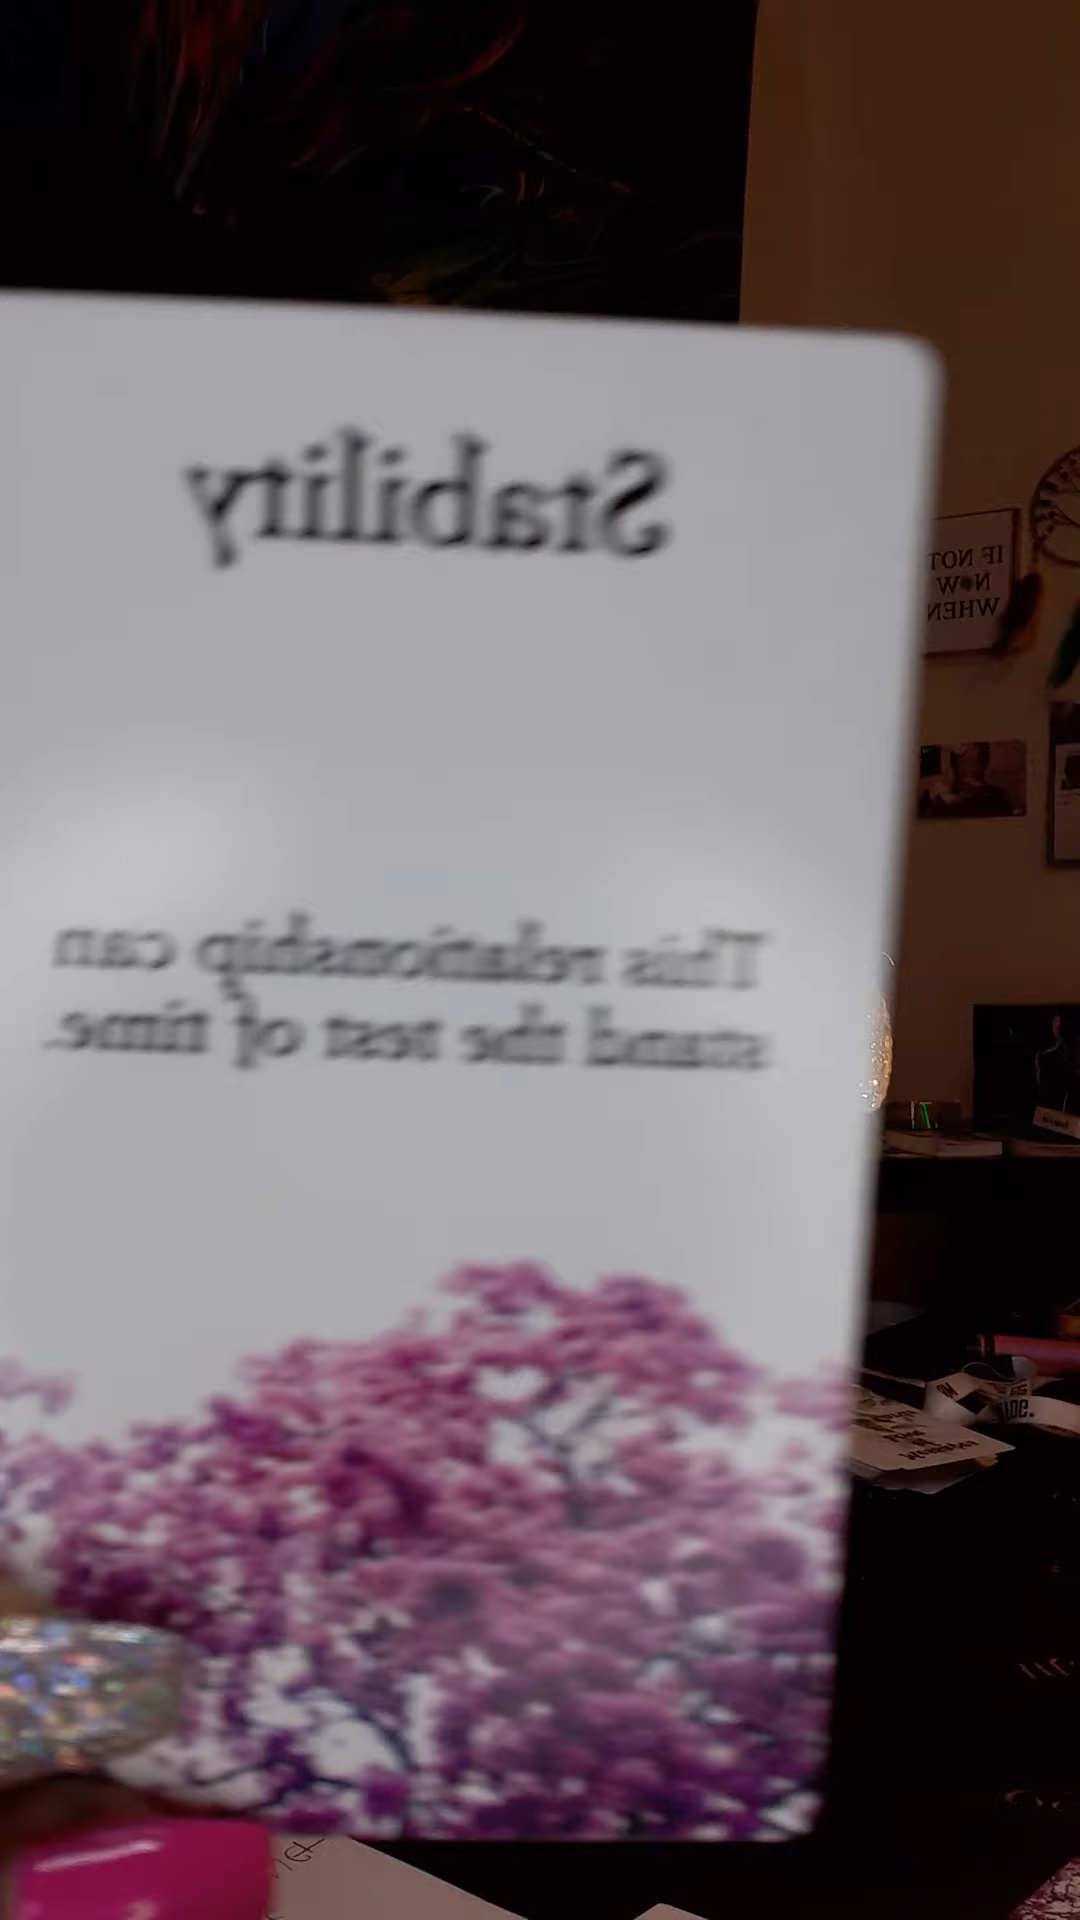 Stability
This relationship can
stand the test of time.
IF NOT
NOW
WHEN